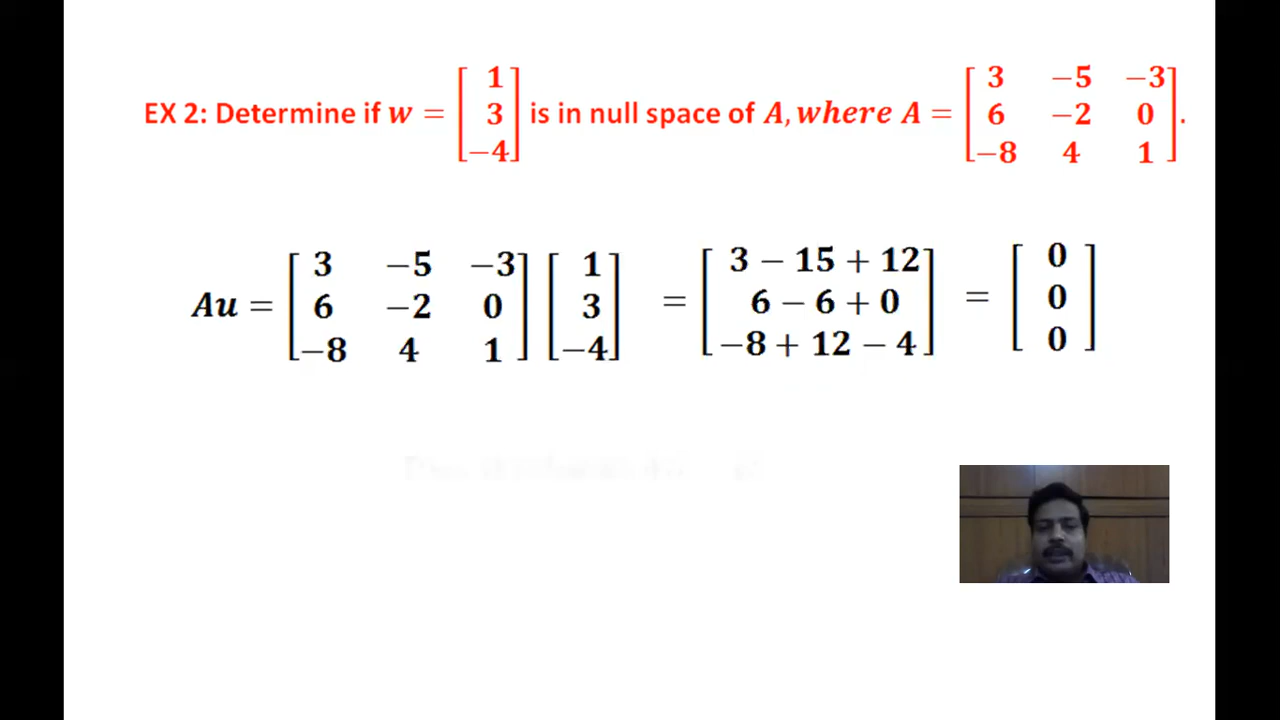 EX 2: Determine if w = [1 3 −4] is in null space of A, where A = [3 −5 −3 6 −2 0 −8 4 1].
Au = [3 −5 −3 6 −2 0 −8 4 1] [1 3 −4] = [3 − 15 + 12 6 − 6 + 0 −8 + 12 − 4] = [0 0 0]